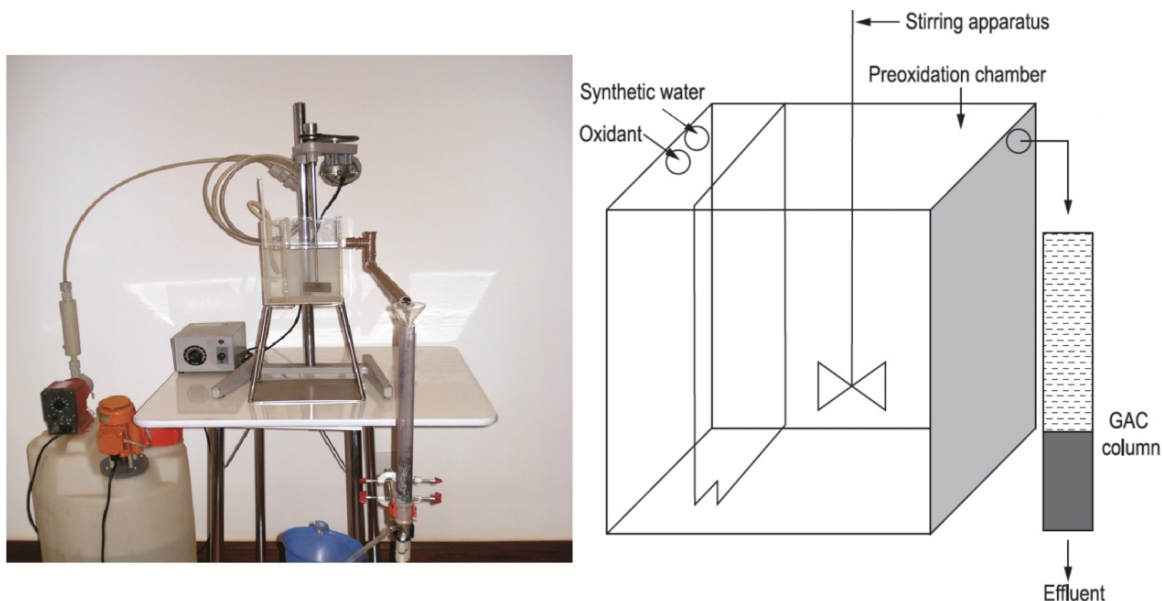 Stirring apparatus
Preoxidation chamber
Synthetic water
Oxidant
GAC
column
Effluent